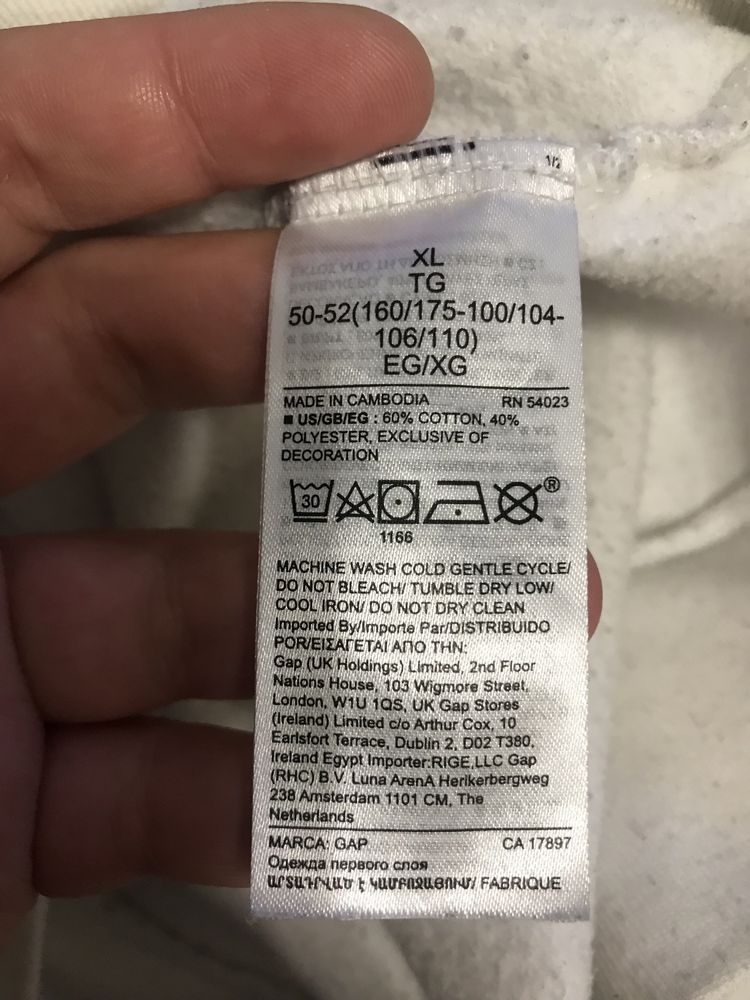 1/2
XL
TG
50-52(160/175-100/104-
106/110)
EG/XG
MADE IN CAMBODIA RN 54023
■ US/GB/EG : 60% COTTON, 40%
POLYESTER, EXCLUSIVE OF
DECORATION
30 ®
1166
MACHINE WASH COLD GENTLE CYCLE/
DO NOT BLEACH/ TUMBLE DRY LOW/
COOL IRON/ DO NOT DRY CLEAN
Imported By/Importe Par/DISTRIBUIDO
POR/ΕΙΣΑΓΕΤΑΙ ΑΠΟ ΤΗΝ:
Gap (UK Holdings) Limited, 2nd Floor
Nations House, 103 Wigmore Street,
London, W1U 1QS, UK Gap Stores
(Ireland) Limited c/o Arthur Cox, 10
Earlsfort Terrace, Dublin 2, D02 T380,
Ireland Egypt Importer:RIGE,LLC Gap
(RHC) B.V. Luna ArenA Herikerbergweg
238 Amsterdam 1101 CM, The
Netherlands
MARCA: GAP CA 17897
Одежда первого слоя
ԱՐՏԱԴՐՎԱԾ Է ԿԱՄԲՈՋԱՅՈՒՄ/ FABRIQUE